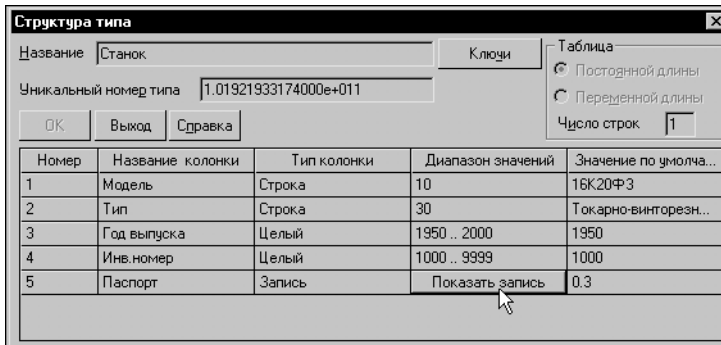 Структура типа
Название Станок Ключи Таблица
Постоянной длины
Уникальный номер типа 1.01921933174000e+011
Переменной длины
OK Выход Справка Число строк 1
Номер Название колонки Тип колонки Диапазон значений Значение по умолча...
1 Модель Строка 10 16К20Ф3
2 Тип Строка 30 Токарно-винторезн...
3 Год выпуска Целый 1950 .. 2000 1950
4 Инв.номер Целый 1000 .. 9999 1000
5 Паспорт Запись Показать запись 0.3